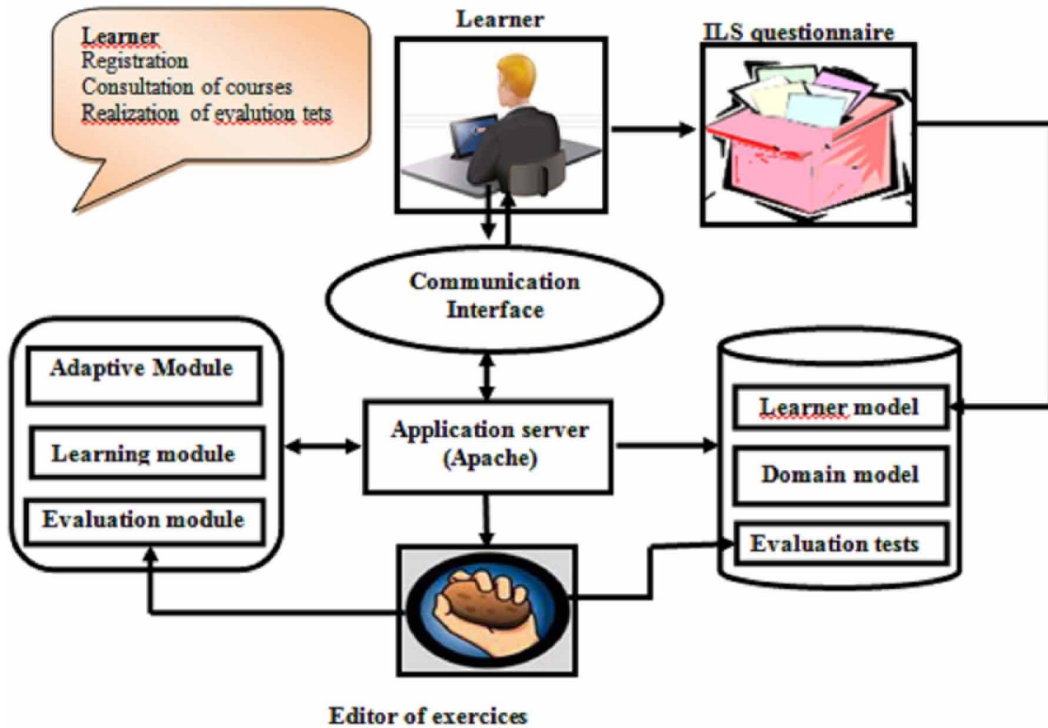 Learner
Registration
Consultation of courses
Realization of evalution tets
Learner
ILS questionnaire
Communication
Interface
Adaptive Module
Learning module
Evaluation module
Application server
(Apache)
Learner model
Domain model
Evaluation tests
Editor of exercices